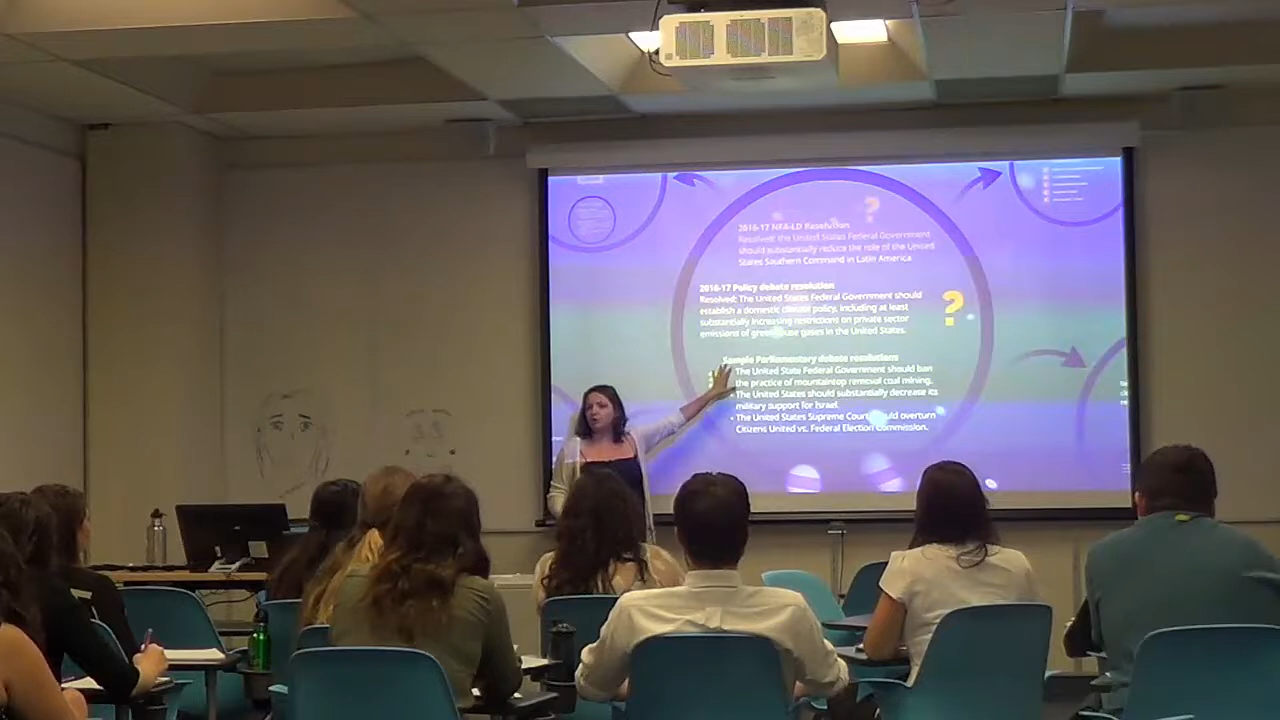 2016-17 NFA-LD Resolution
Resolved: the United States Federal Government
should substantially reduce the role of the United
States Southern Command in Latin America
2016-17 Policy debate resolution
Resolved: The United States Federal Government should
establish a domestic climate policy, including at least
substantially increasing restrictions on private sector
emissions of greenhouse gases in the United States.
?
?
Sample Parliamentary debate resolutions
The United State Federal Government should ban
the practice of mountaintop removal coal mining.
• The United States should substantially decrease its
military support for Israel.
• The United States Supreme Court should overturn
Citizens United vs. Federal Election Commission.